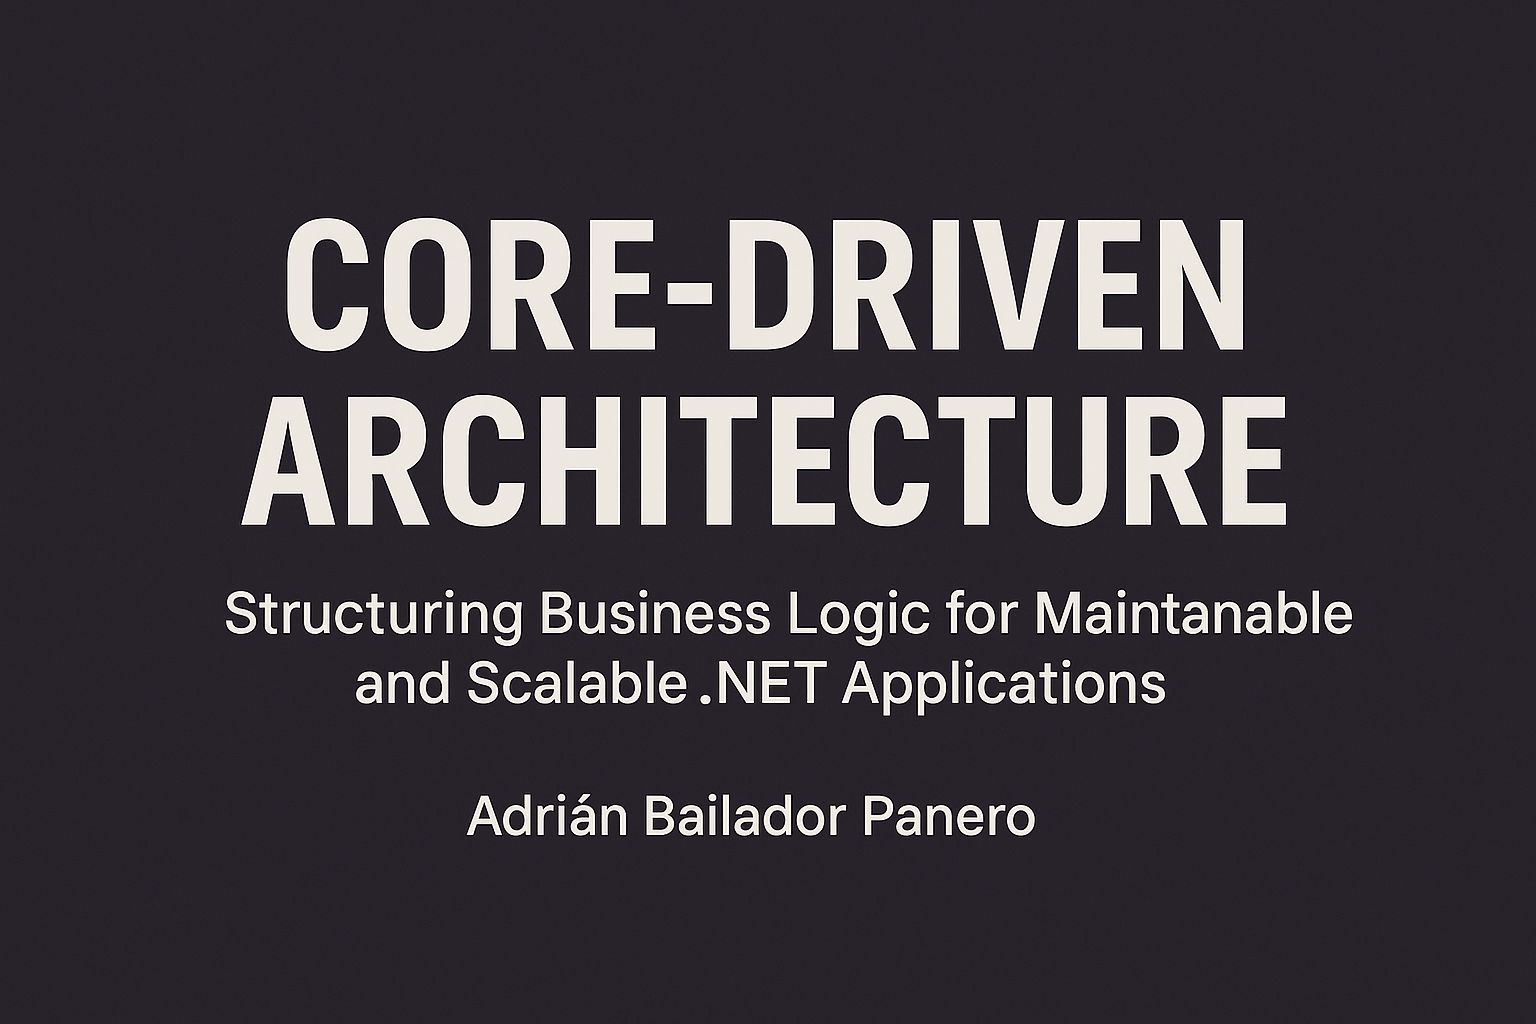 CORE-DRIVEN
ARCHITECTURE
Structuring Business Logic for Maintanable
and Scalable .NET Applications
Adrián Bailador Panero